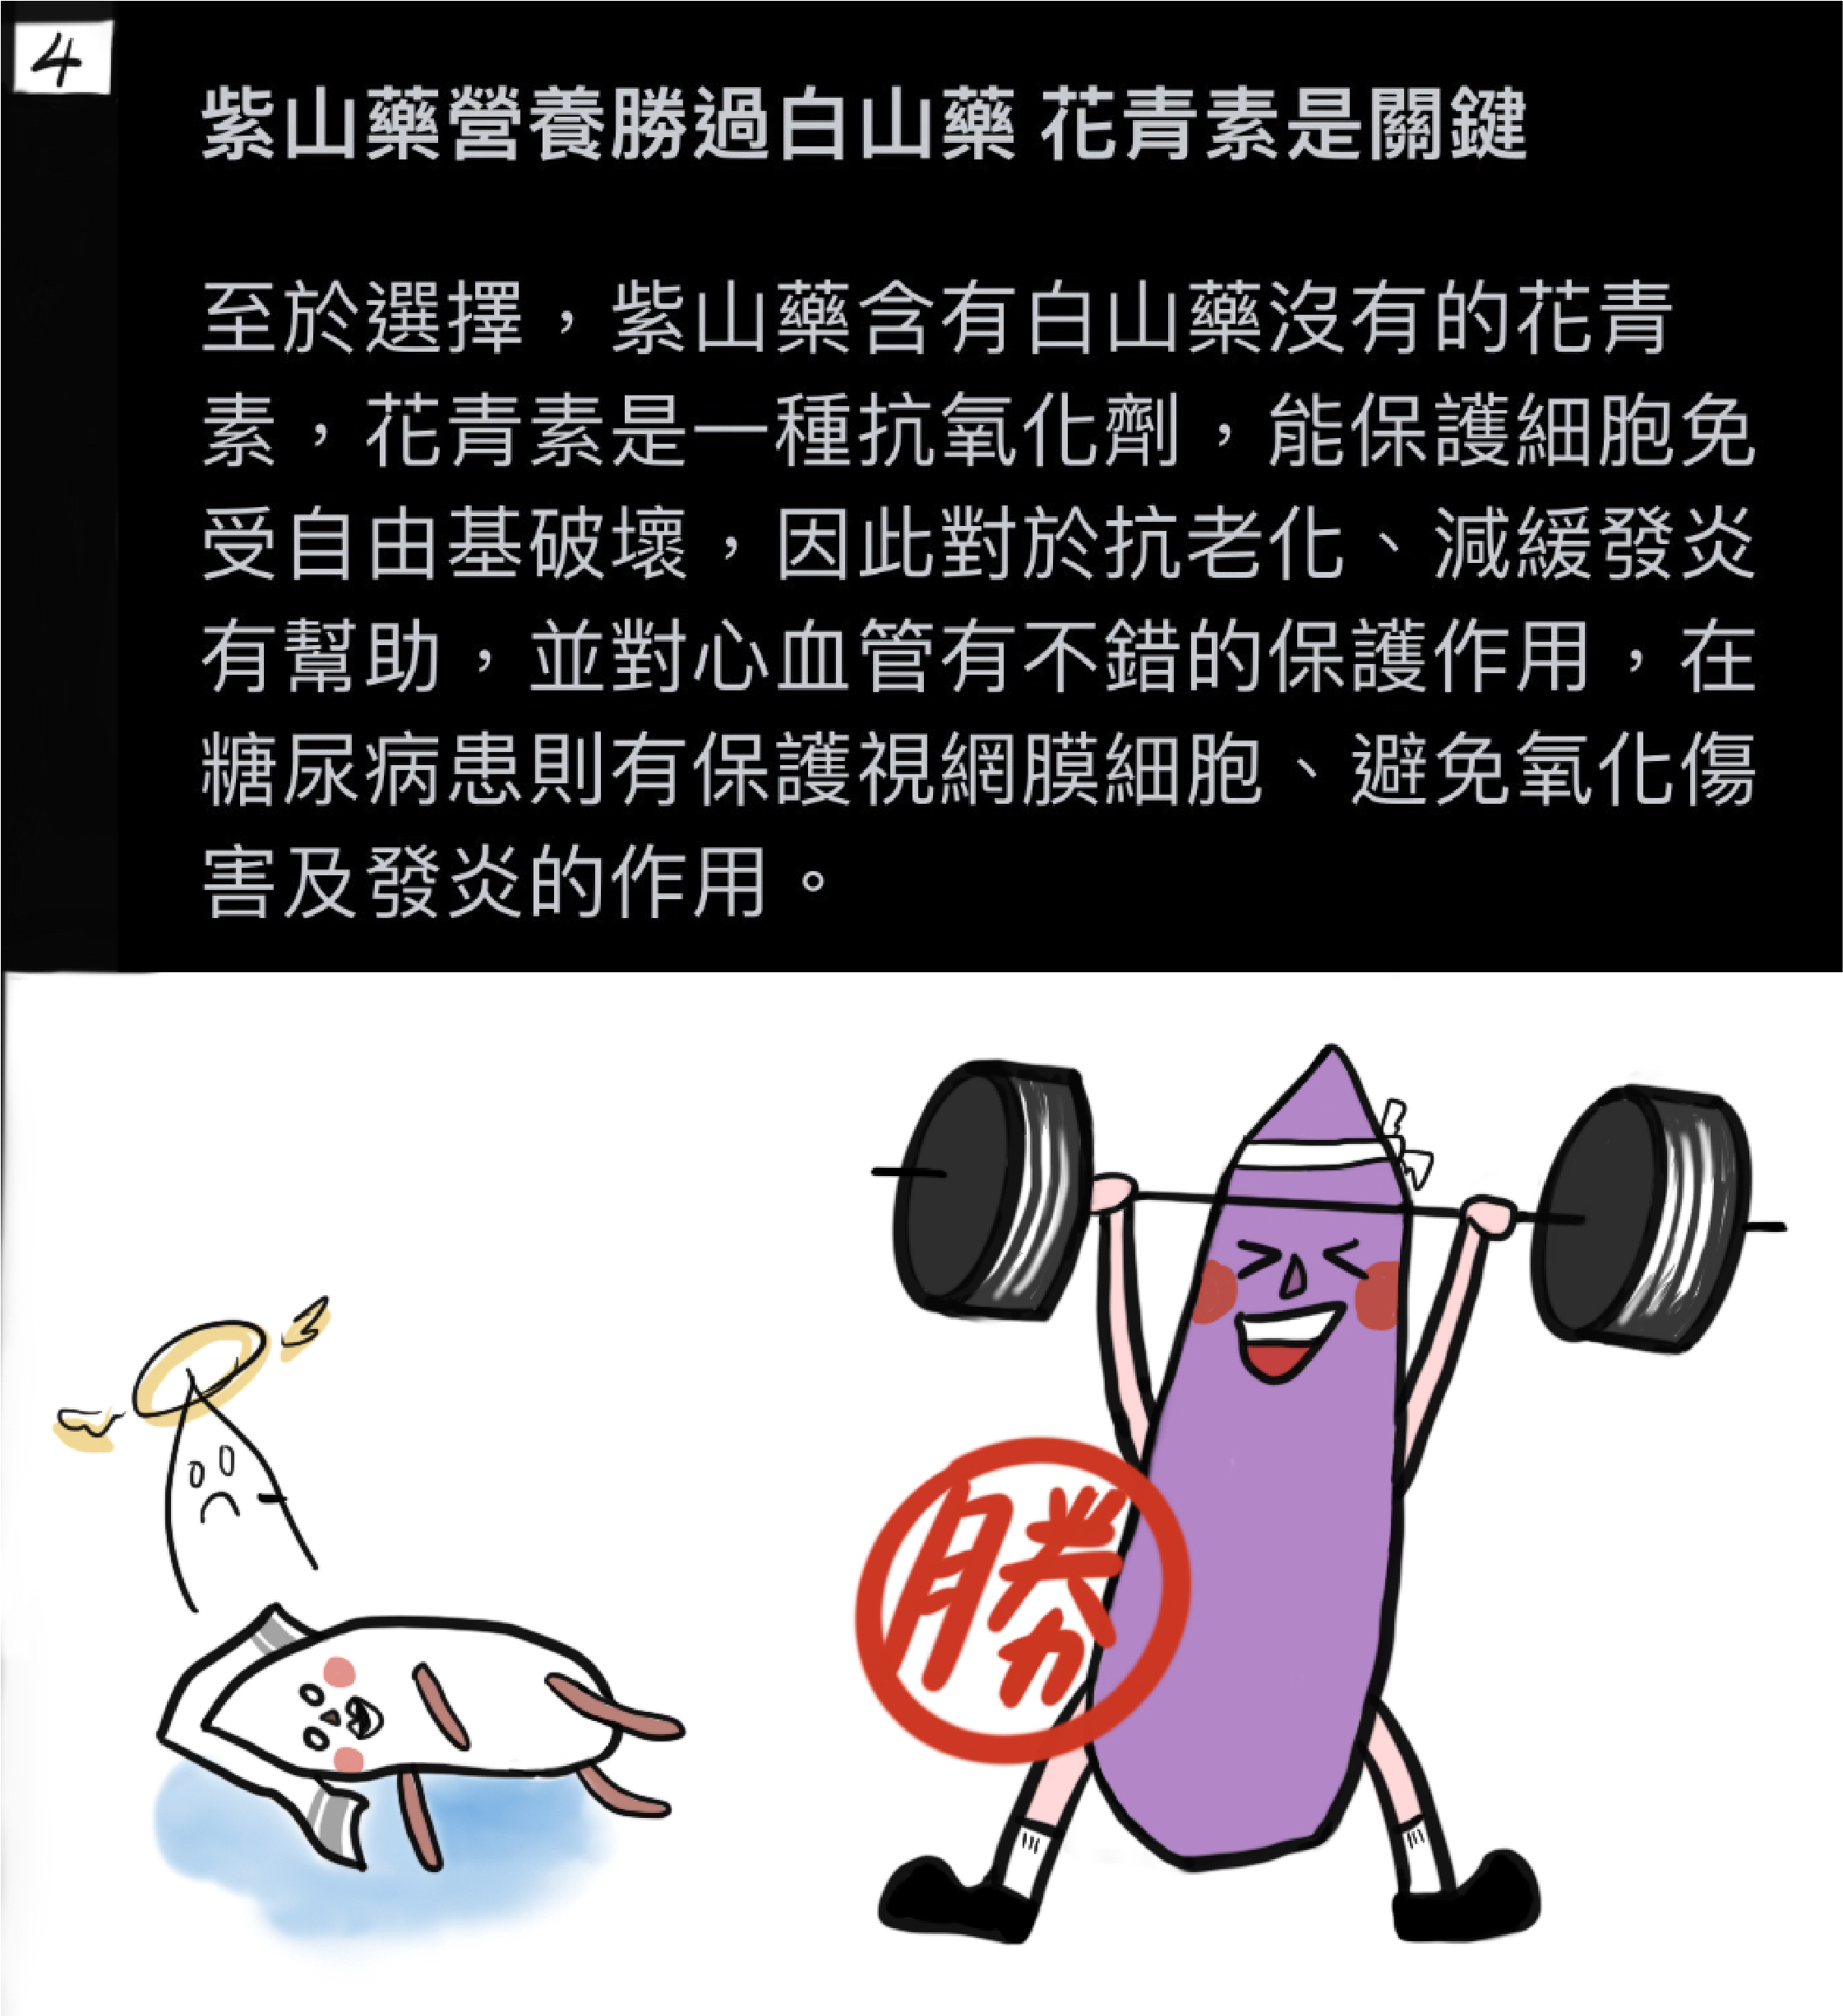 4
紫山藥營養勝過白山藥 花青素是關鍵
至於選擇，紫山藥含有白山藥沒有的花青
素，花青素是一種抗氧化劑，能保護細胞免
受自由基破壞，因此對於抗老化、減緩發炎
有幫助，並對心血管有不錯的保護作用，在
糖尿病患則有保護視網膜細胞、避免氧化傷
害及發炎的作用。
勝